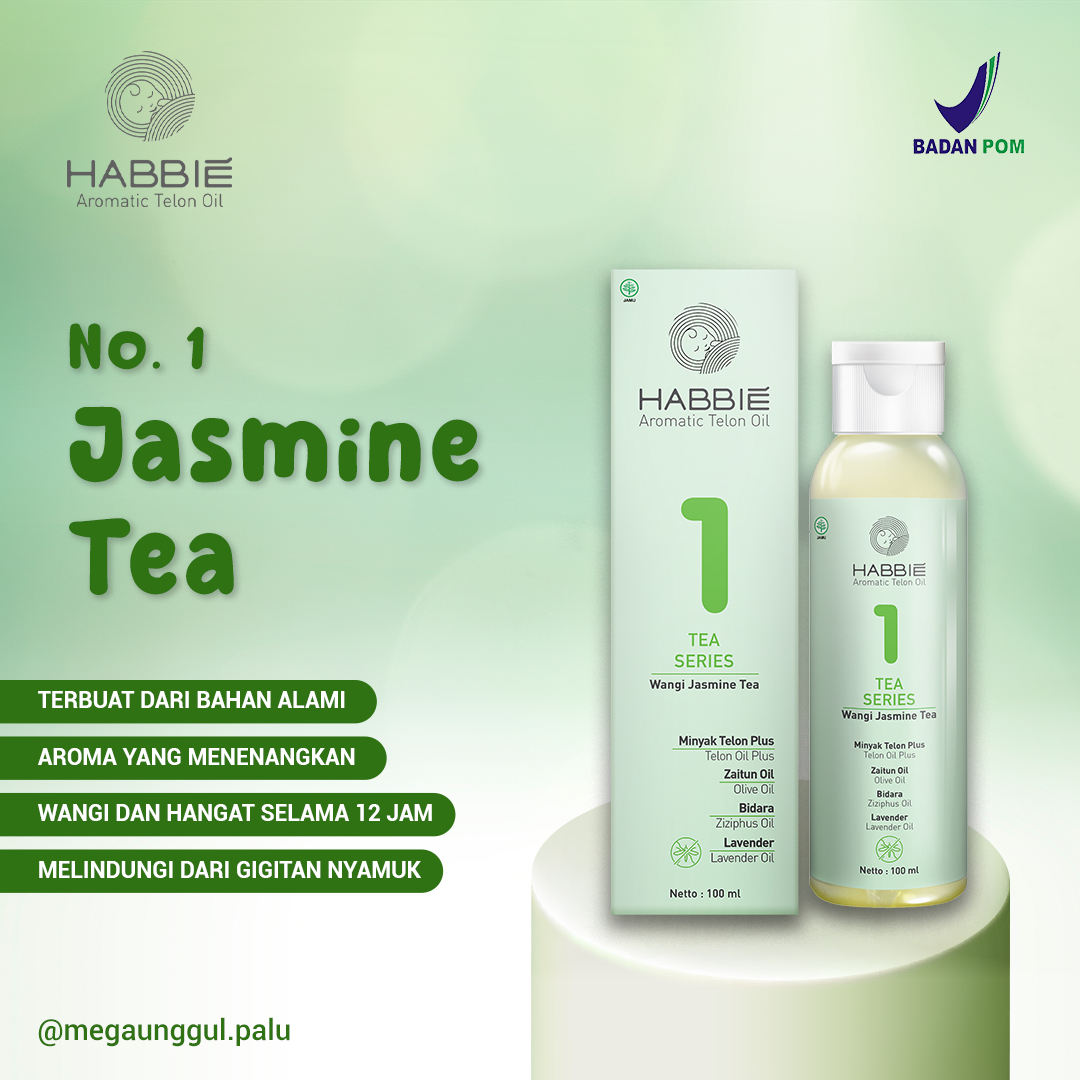 HABBIÉ
Aromatic Telon Oil
BADAN POM
No. 1
Jasmine
Tea
TERBUAT DARI BAHAN ALAMI
AROMA YANG MENENANGKAN
WANGI DAN HANGAT SELAMA 12 JAM
MELINDUNGI DARI GIGITAN NYAMUK
@megaunggul.palu
JAMU
HABBIÉ
Aromatic Telon Oil
1
TEA
SERIES
Wangi Jasmine Tea
Minyak Telon Plus
Telon Oil Plus
Zaitun Oil
Olive Oil
Bidara
Ziziphus Oil
Lavender
Lavender Oil
Netto : 100 ml
JAMU
HABBIÉ
Aromatic Telon Oil
1
TEA
SERIES
Wangi Jasmine Tea
Minyak Telon Plus
Telon Oil Plus
Zaitun Oil
Olive Oil
Bidara
Ziziphus Oil
Lavender
Lavender Oil
Netto : 100 ml